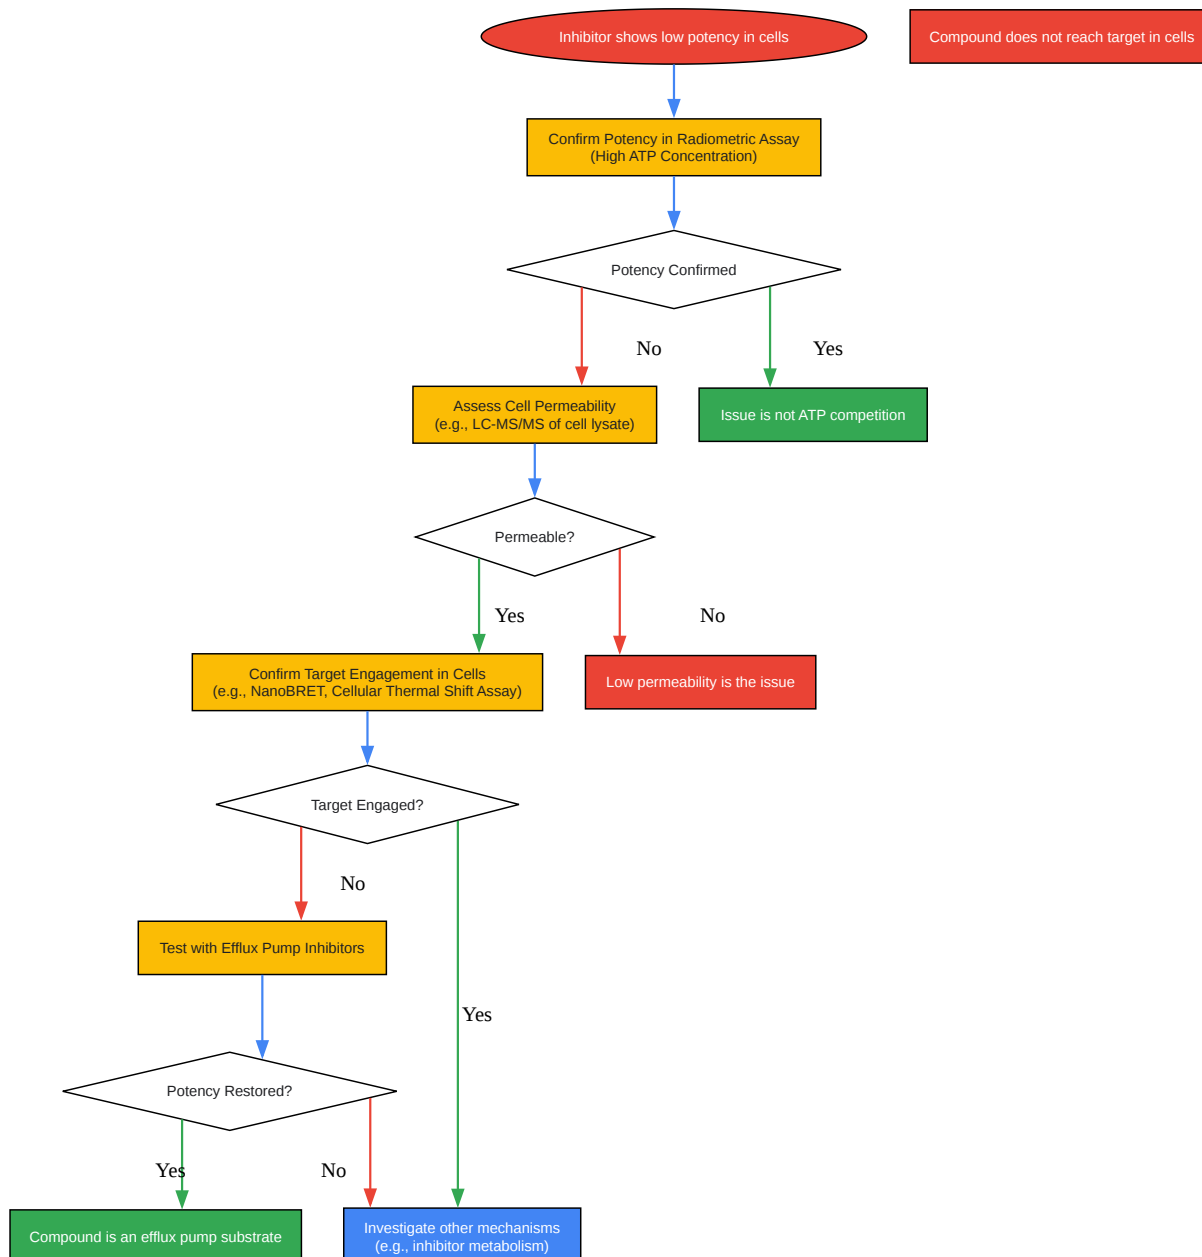 Inhibitor shows low potency in cells
Compound does not reach target in cells
Confirm Potency in Radiometric Assay
(High ATP Concentration)
Potency Confirmed
No
Yes
Assess Cell Permeability
(e.g., LC-MS/MS of cell lysate)
Issue is not ATP competition
Permeable?
Yes
No
Confirm Target Engagement in Cells
(e.g., NanoBRET, Cellular Thermal Shift Assay)
Low permeability is the issue
Target Engaged?
No
Test with Efflux Pump Inhibitors
Yes
Potency Restored?
Yes
No
Compound is an efflux pump substrate
Investigate other mechanisms
(e.g., inhibitor metabolism)